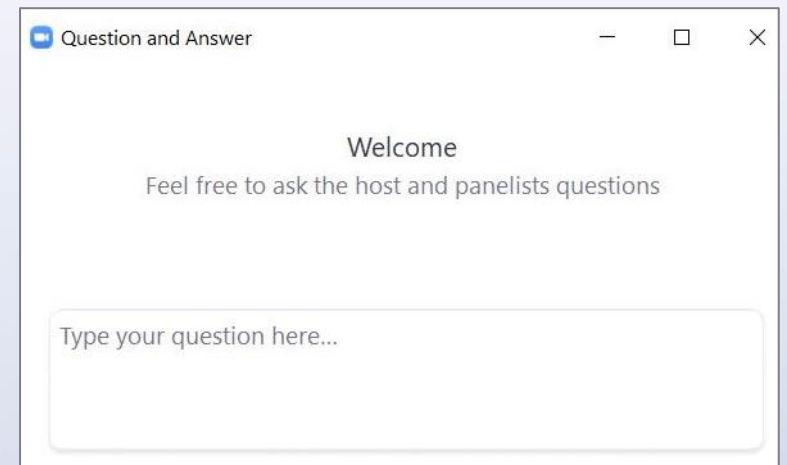 Question and Answer
Welcome
Feel free to ask the host and panelists questions
Type your question here...